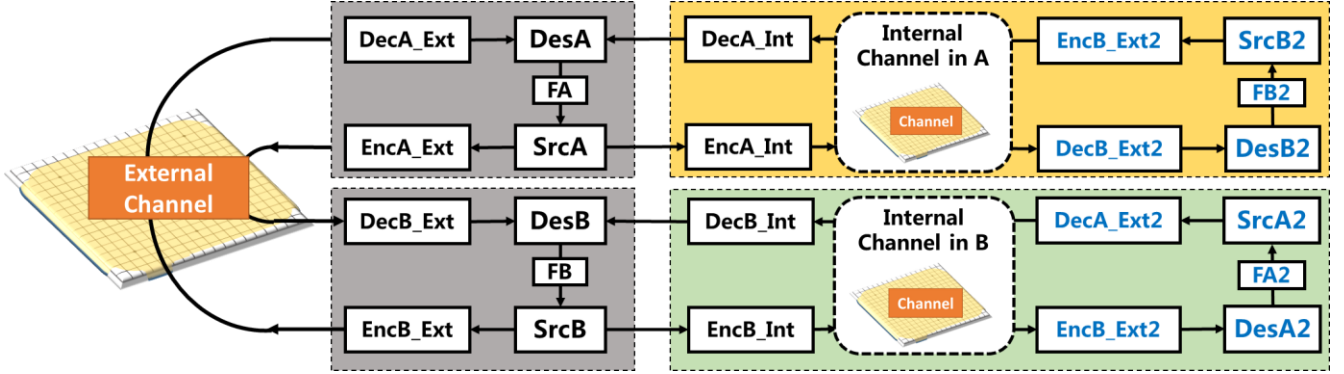 DecA_Ext
DesA
DecA_Int
Internal
Channel in A
EncB_Ext2
SrcB2
FA
Channel
FB2
EncA_Ext
SrcA
EncA_Int
DecB_Ext2
DesB2
External
Channel
DecB_Ext
DesB
DecB_Int
Internal
Channel in B
DecA_Ext2
SrcA2
FB
Channel
FA2
EncB_Ext
SrcB
EncB_Int
EncB_Ext2
DesA2